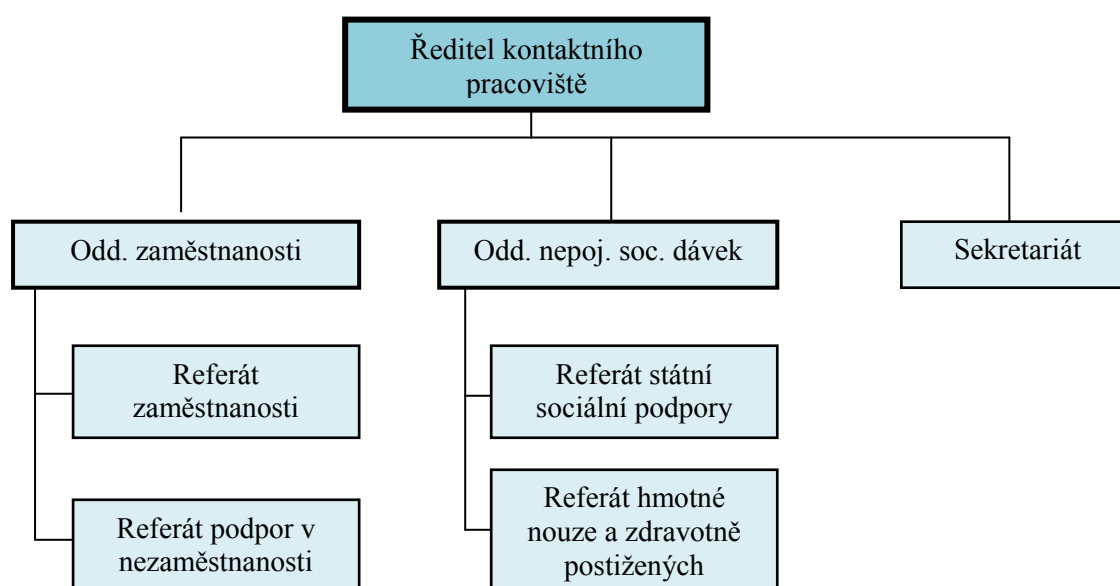 Ředitel kontaktního
pracoviště
Odd. zaměstnanosti
Odd. nepoj. soc. dávek
Sekretariát
Referát
zaměstnanosti
Referát státní
sociální podpory
Referát podpor v
nezaměstnanosti
Referát hmotné
nouze a zdravotně
postižených